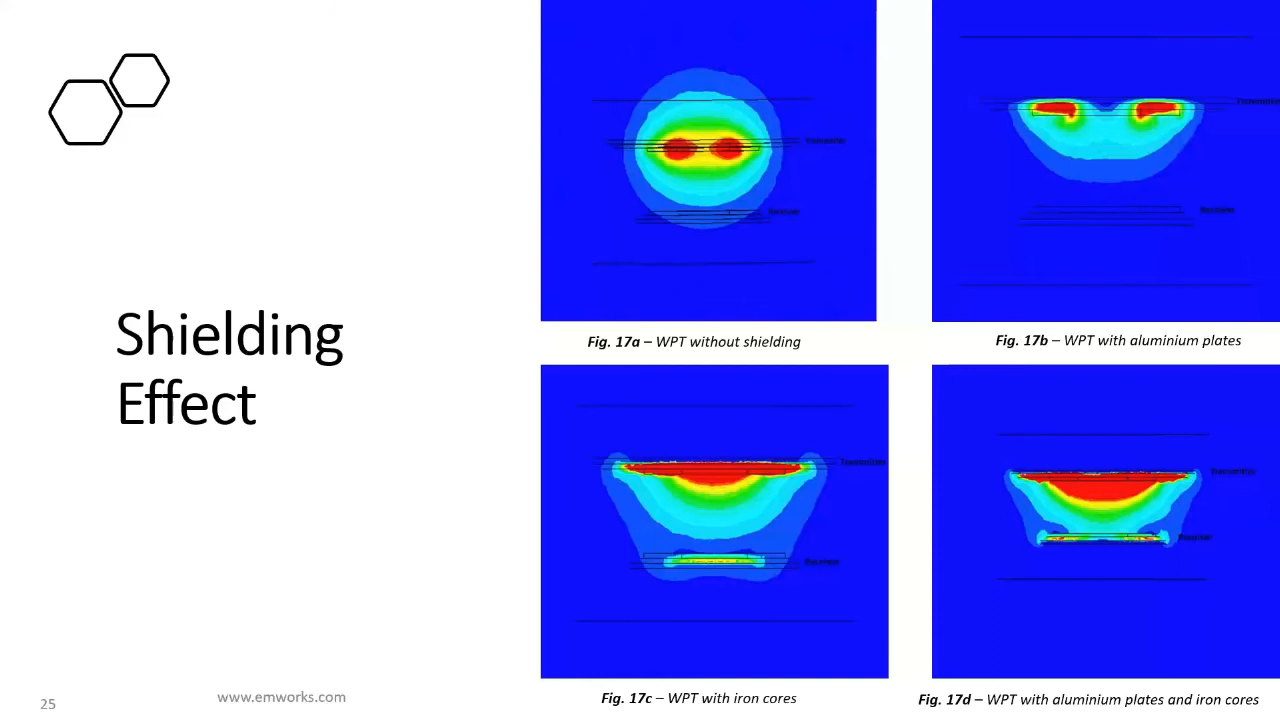 Shielding
Effect
Fig. 17a – WPT without shielding
Fig. 17b – WPT with aluminium plates
Fig. 17c – WPT with iron cores
Fig. 17d – WPT with aluminium plates and iron cores
25
www.emworks.com